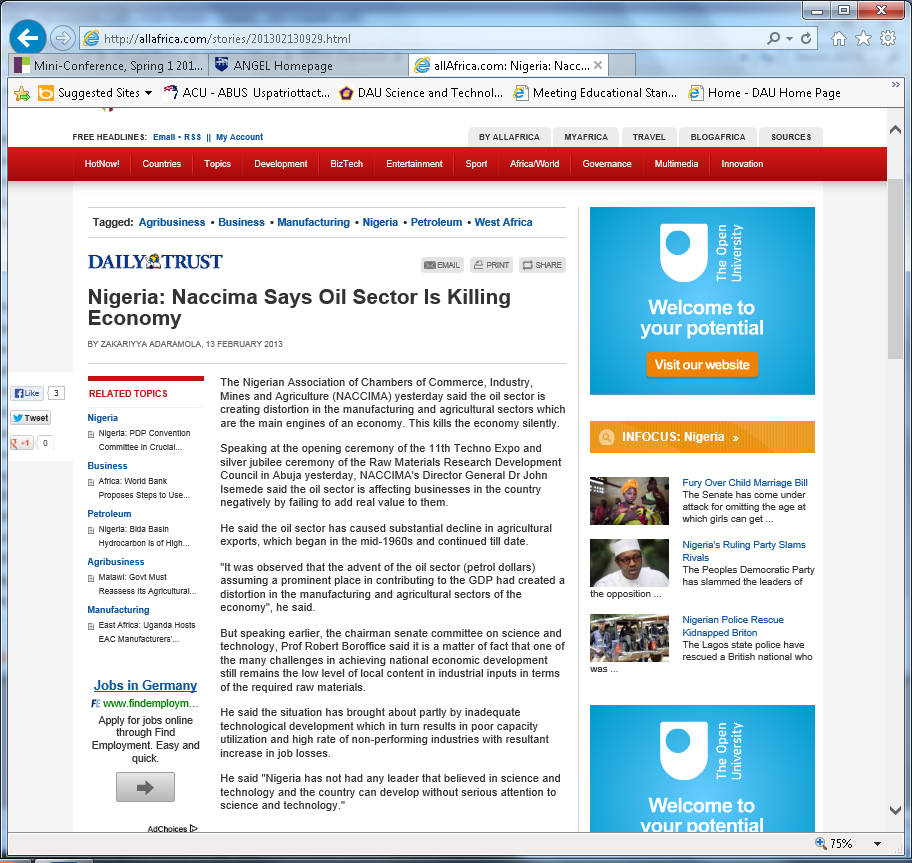 http://allafrica.com/stories/201302130929.html
Mini-Conference, Spring 1 201...
ANGEL Homepage
allAfrica.com: Nigeria: Nacc...
Suggested Sites
ACU - ABUS Uspatriottact...
DAU Science and Technol...
Meeting Educational Stan...
Home - DAU Home Page
FREE HEADLINES: Email • RSS || My Account
BY ALLAFRICA MYAFRICA TRAVEL BLOGAFRICA SOURCES
HotNow! Countries Topics Development BizTech Entertainment Sport Africa/World Governance Multimedia Innovation
Tagged: Agribusiness • Business • Manufacturing • Nigeria • Petroleum • West Africa
DAILY TRUST
EMAIL PRINT SHARE
Nigeria: Naccima Says Oil Sector Is Killing
Economy
BY ZAKARIYYA ADARAMOLA, 13 FEBRUARY 2013
Like 3
Tweet
+1 0
RELATED TOPICS
Nigeria
Nigeria: PDP Convention
Committee in Crucial...
Business
Africa: World Bank
Proposes Steps to Use...
Petroleum
Nigeria: Bida Basin
Hydrocarbon Is of High...
Agribusiness
Malawi: Govt Must
Reassess Its Agricultural...
Manufacturing
East Africa: Uganda Hosts
EAC Manufacturers'...
Jobs in Germany
www.findemploym...
Apply for jobs online
through Find
Employment. Easy and
quick.
AdChoices
The Nigerian Association of Chambers of Commerce, Industry,
Mines and Agriculture (NACCIMA) yesterday said the oil sector is
creating distortion in the manufacturing and agricultural sectors which
are the main engines of an economy. This kills the economy silently.
Speaking at the opening ceremony of the 11th Techno Expo and
silver jubilee ceremony of the Raw Materials Research Development
Council in Abuja yesterday, NACCIMA's Director General Dr John
Isemede said the oil sector is affecting businesses in the country
negatively by failing to add real value to them.
He said the oil sector has caused substantial decline in agricultural
exports, which began in the mid-1960s and continued till date.
"It was observed that the advent of the oil sector (petrol dollars)
assuming a prominent place in contributing to the GDP had created a
distortion in the manufacturing and agricultural sectors of the
economy", he said.
But speaking earlier, the chairman senate committee on science and
technology, Prof Robert Boroffice said it is a matter of fact that one of
the many challenges in achieving national economic development
still remains the low level of local content in industrial inputs in terms
of the required raw materials.
He said the situation has brought about partly by inadequate
technological development which in turn results in poor capacity
utilization and high rate of non-performing industries with resultant
increase in job losses.
He said "Nigeria has not had any leader that believed in science and
technology and the country can develop without serious attention to
science and technology."
The Open
University
Welcome to
your potential
Visit our website
INFOCUS: Nigeria »
Fury Over Child Marriage Bill
The Senate has come under
attack for omitting the age at
which girls can get ...
Nigeria's Ruling Party Slams
Rivals
The Peoples Democratic Party
has slammed the leaders of
the opposition ...
Nigerian Police Rescue
Kidnapped Briton
The Lagos state police have
rescued a British national who
was ...
The Open
University
Welcome to
your potential
75%